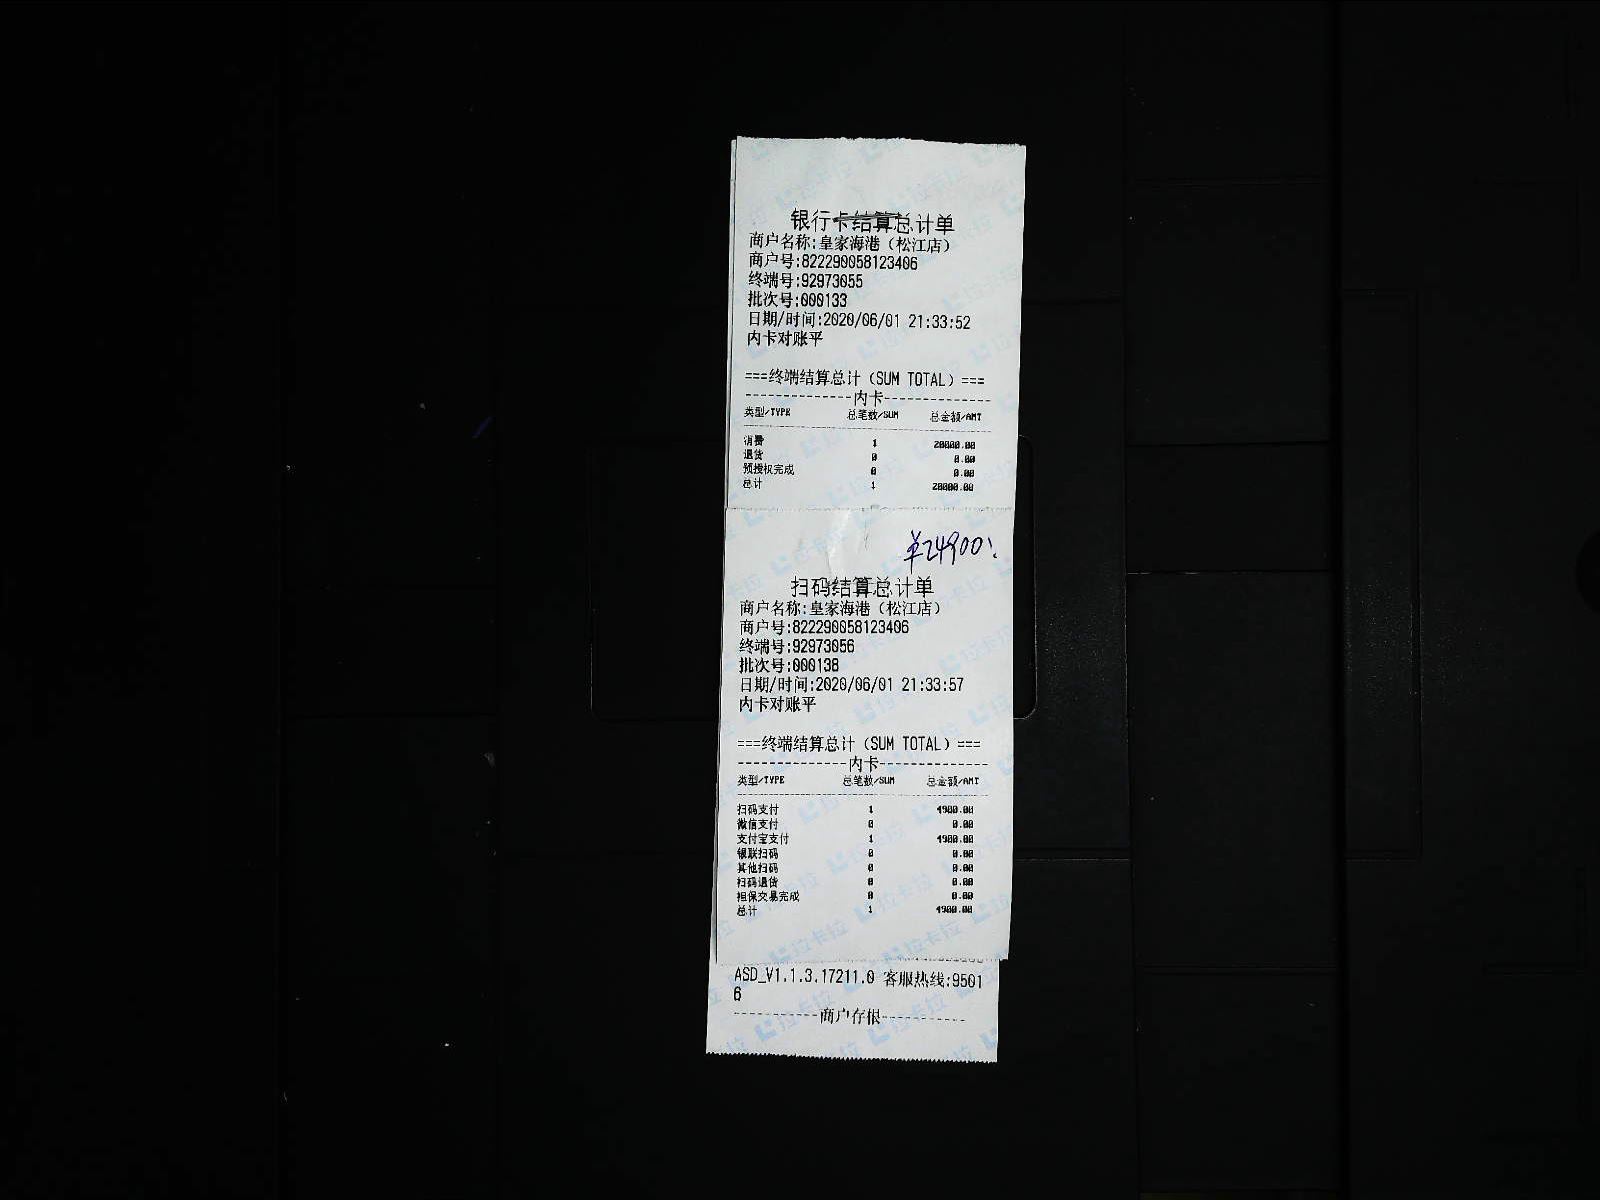 银行卡结算总计单
商户名称:皇家海港(松江店)
商户号:822290058123406
终端号:92973055
批次号:000133
日期/时间:2020/06/01 21:33:52
内卡对账平
===终端结算总计(SUM TOTAL)===
--------------内卡--------------
类型/TYPE 总笔数/SUM 总金额/AMT
消费 1 20000.00
退货 0 0.00
预授权完成 0 0.00
总计 1 20000.00
¥24900
扫码结算总计单
商户名称:皇家海港(松江店)
商户号:822290058123406
终端号:92973056
批次号:000138
日期/时间:2020/06/01 21:33:57
内卡对账平
===终端结算总计(SUM TOTAL)===
--------------内卡--------------
类型/TYPE 总笔数/SUM 总金额/AMT
扫码支付 1 4900.00
微信支付 0 0.00
支付宝支付 1 4900.00
银联扫码 0 0.00
其他扫码 0 0.00
扫码退货 0 0.00
担保交易完成 0 0.00
总计 1 4900.00
ASD_V1.1.3.17211.0 客服热线:9501
6
-----------商户存根-----------